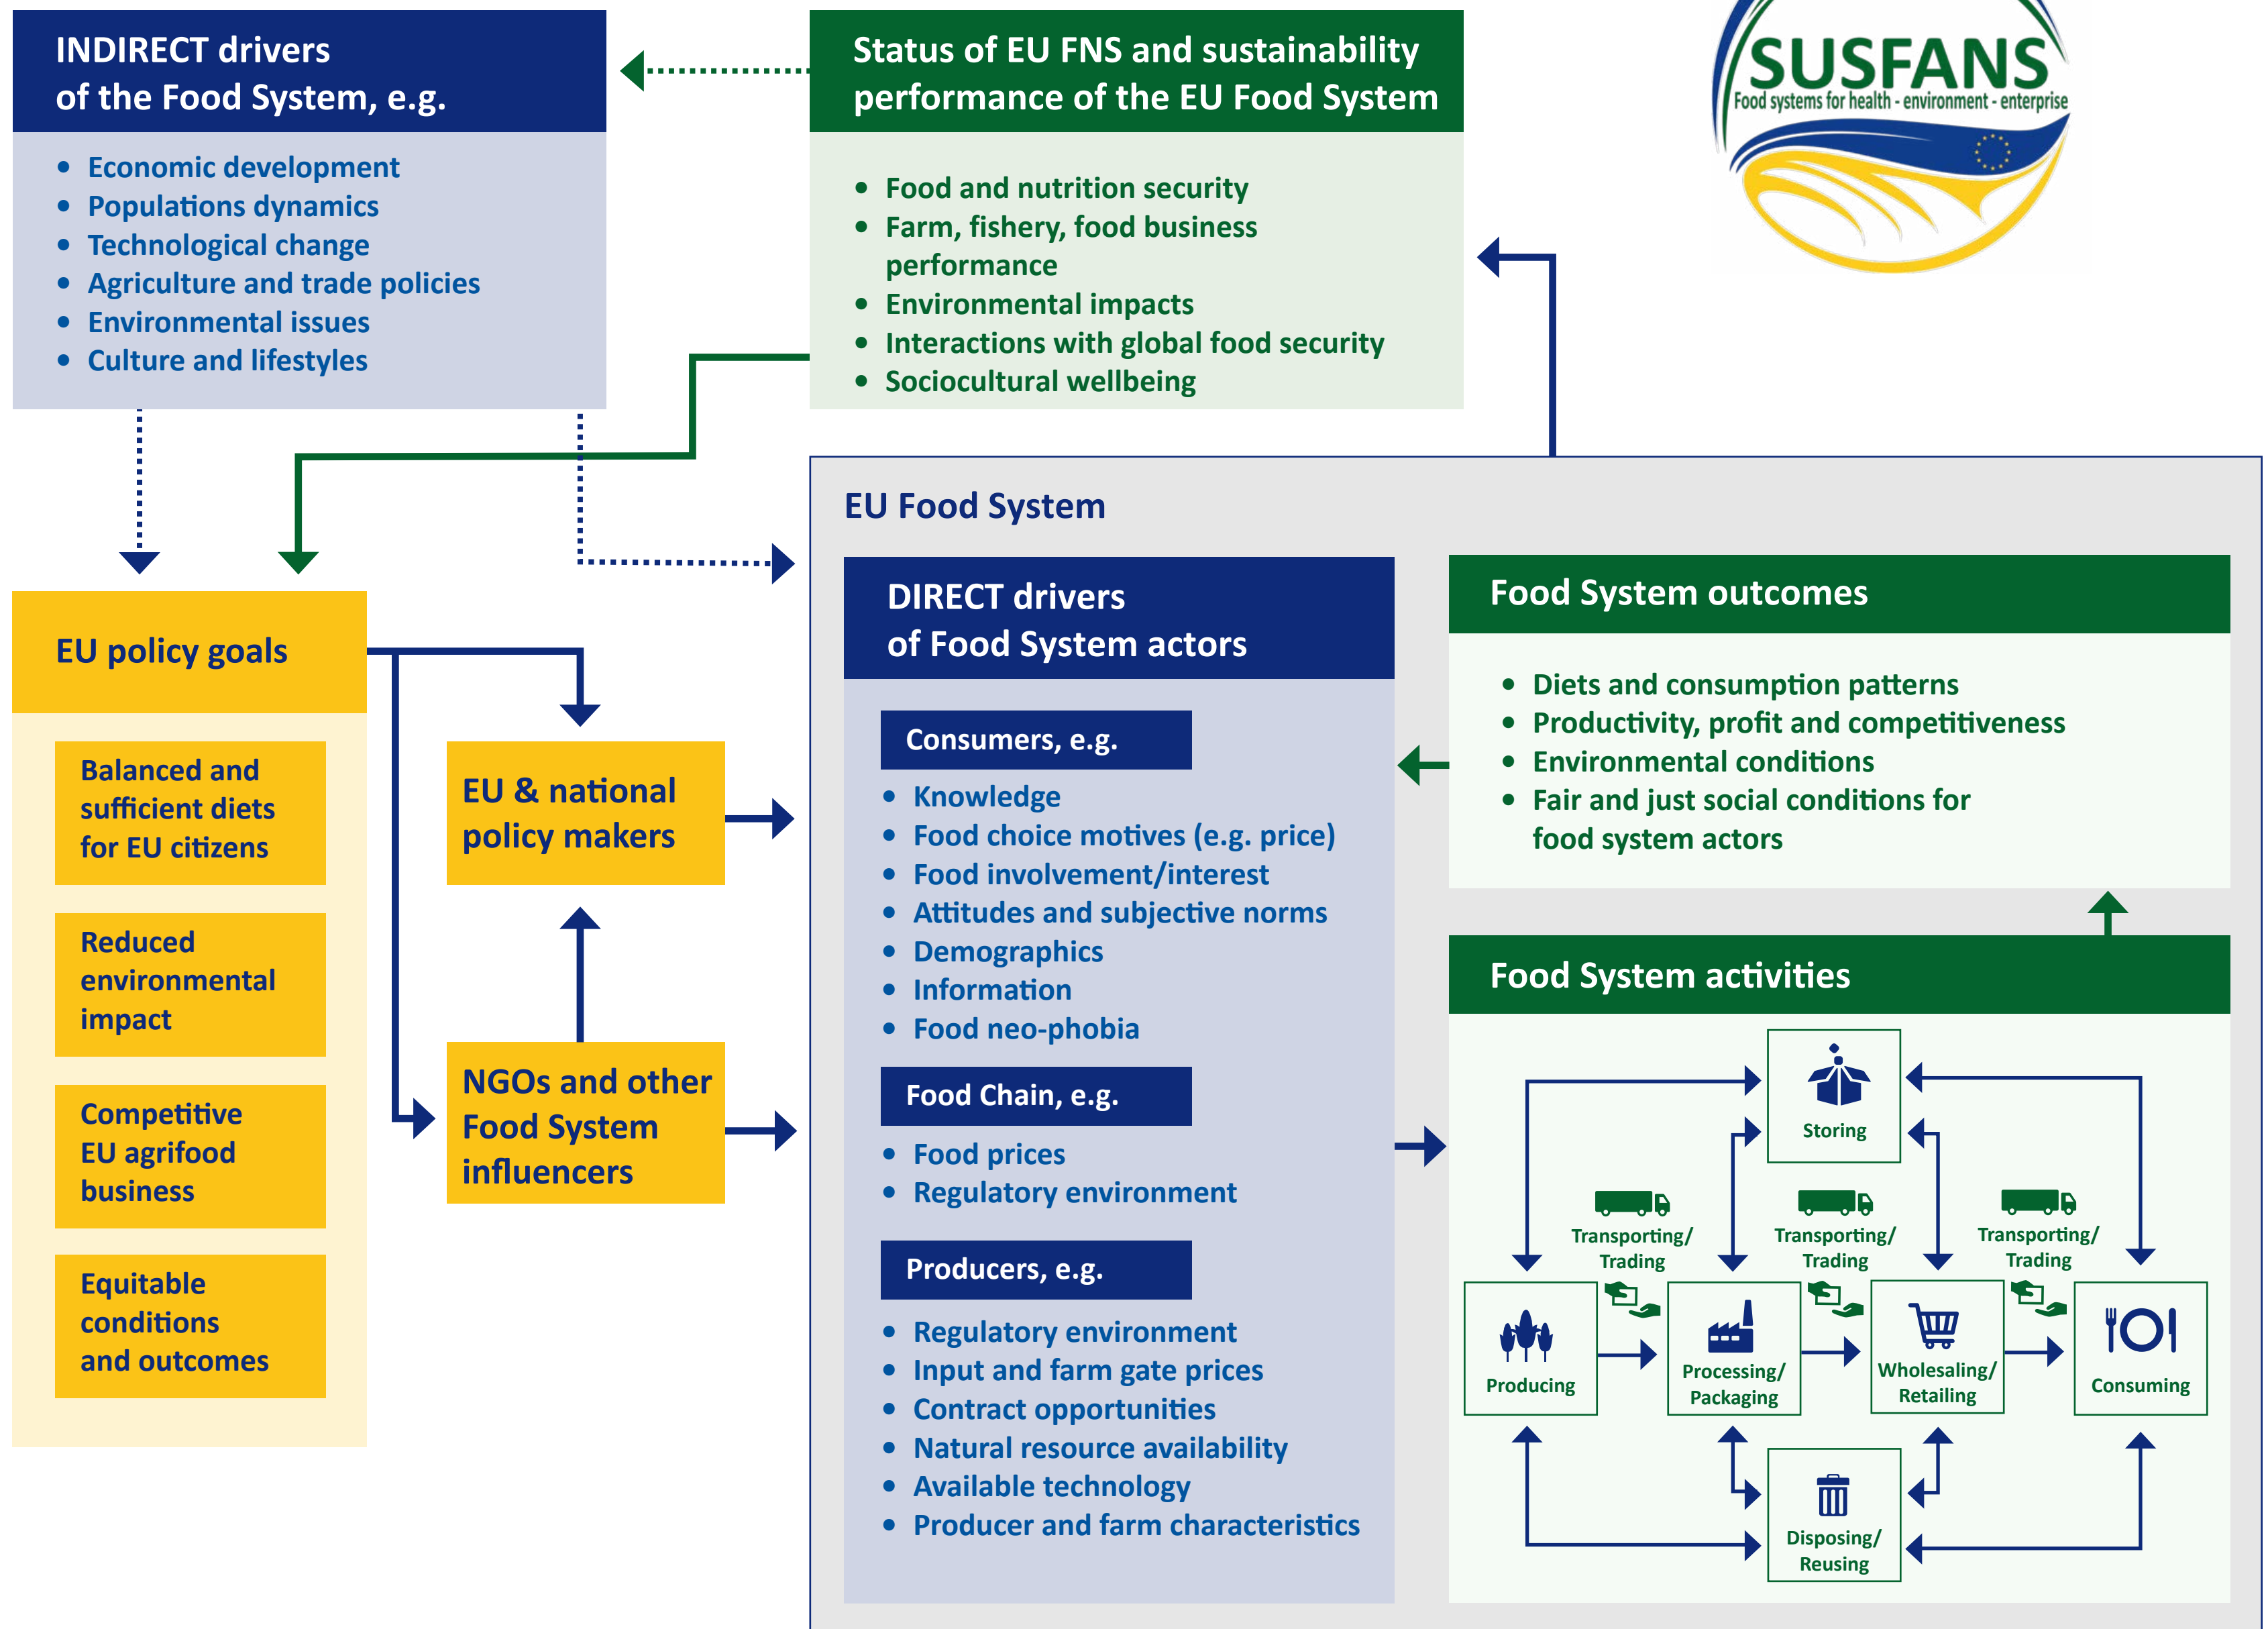 INDIRECT drivers
of the Food System, e.g.
• Economic development
• Populations dynamics
• Technological change
• Agriculture and trade policies
• Environmental issues
• Culture and lifestyles
Status of EU FNS and sustainability
performance of the EU Food System
• Food and nutrition security
• Farm, fishery, food business
performance
• Environmental impacts
• Interactions with global food security
• Sociocultural wellbeing
SUSFANS
Food systems for health - environment - enterprise
EU policy goals
Balanced and
sufficient diets
for EU citizens
Reduced
environmental
impact
Competitive
EU agrifood
business
Equitable
conditions
and outcomes
EU & national
policy makers
NGOs and other
Food System
influencers
EU Food System
DIRECT drivers
of Food System actors
Consumers, e.g.
• Knowledge
• Food choice motives (e.g. price)
• Food involvement/interest
• Attitudes and subjective norms
• Demographics
• Information
• Food neo-phobia
Food Chain, e.g.
• Food prices
• Regulatory environment
Producers, e.g.
• Regulatory environment
• Input and farm gate prices
• Contract opportunities
• Natural resource availability
• Available technology
• Producer and farm characteristics
Food System outcomes
• Diets and consumption patterns
• Productivity, profit and competitiveness
• Environmental conditions
• Fair and just social conditions for
food system actors
Food System activities
Storing
Transporting/
Trading
Transporting/
Trading
Transporting/
Trading
Producing
Processing/
Packaging
Wholesaling/
Retailing
Consuming
Disposing/
Reusing